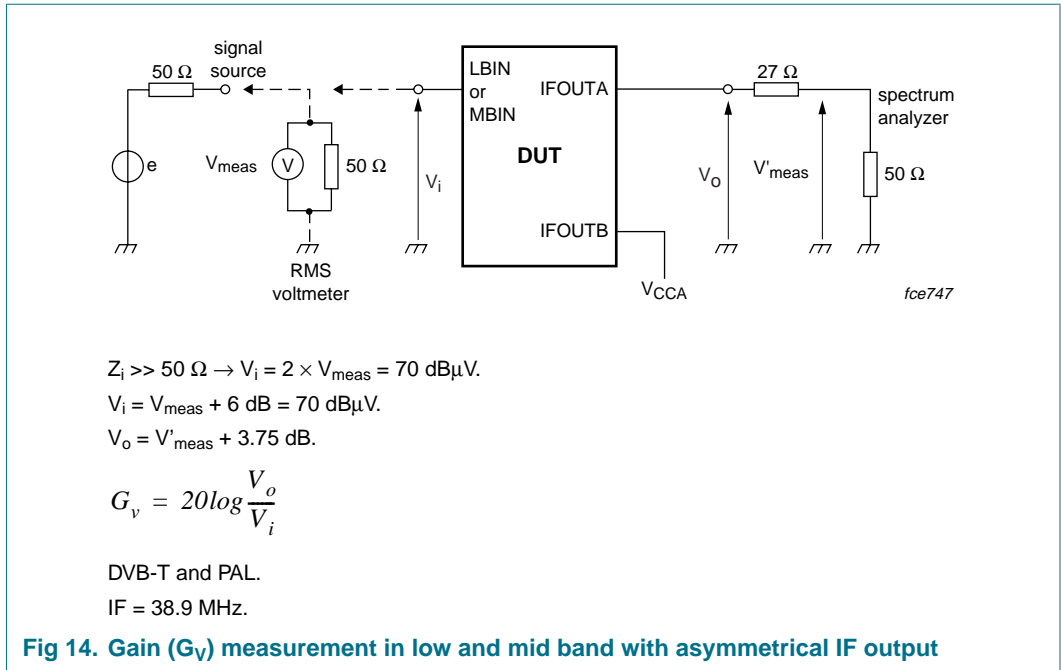 signal
source
50 Ω
e
Vmeas
V
50 Ω
RMS
voltmeter
Vi
LBIN
or
MBIN
IFOUTA
DUT
IFOUTB
VCCA
Vo
27 Ω
V'meas
spectrum
analyzer
50 Ω
fce747
Zi >> 50 Ω → Vi = 2 × Vmeas = 70 dBμV.
Vi = Vmeas + 6 dB = 70 dBμV.
Vo = V'meas + 3.75 dB.
Gv = 20log Vo/Vi
DVB-T and PAL.
IF = 38.9 MHz.
Fig 14. Gain (GV) measurement in low and mid band with asymmetrical IF output